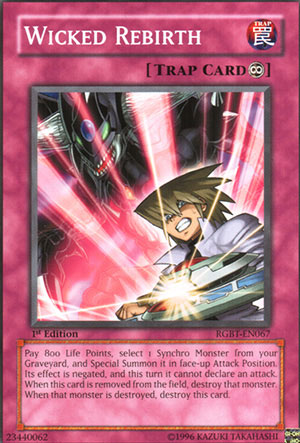 WICKED REBIRTH
TRAP
罠
[TRAP CARD∞]
1st Edition
RGBT-EN067
Pay 800 Life Points, select 1 Synchro Monster from your
Graveyard, and Special Summon it in face-up Attack Position.
Its effect is negated, and this turn it cannot declare an attack.
When this card is removed from the field, destroy that monster.
When that monster is destroyed, destroy this card.
23440062
©1996 KAZUKI TAKAHASHI